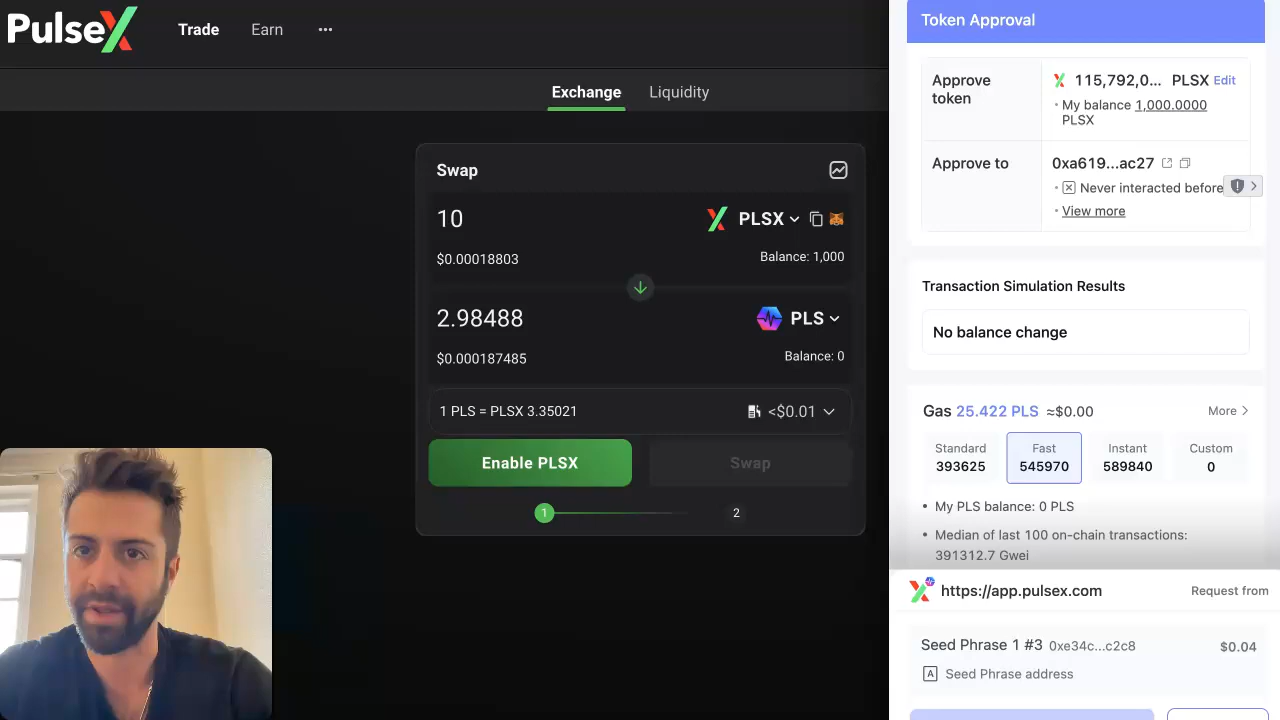 PulseX
Trade
Earn
Exchange
Liquidity
Swap
10
PLSX
$0.00018803
Balance: 1,000
2.98488
PLS
$0.000187485
Balance: 0
1 PLS = PLSX 3.35021
<$0.01
Enable PLSX
Swap
1
2
Token Approval
Approve token
115,792,0... PLSX Edit
My balance 1,000.0000
PLSX
Approve to
0xa619...ac27
Never interacted before
View more
Transaction Simulation Results
No balance change
Gas 25.422 PLS ≈$0.00
More
Standard
393625
Fast
545970
Instant
589840
Custom
0
• My PLS balance: 0 PLS
• Median of last 100 on-chain transactions:
391312.7 Gwei
https://app.pulsex.com
Request from
Seed Phrase 1 #3 0xe34c...c2c8
$0.04
A Seed Phrase address